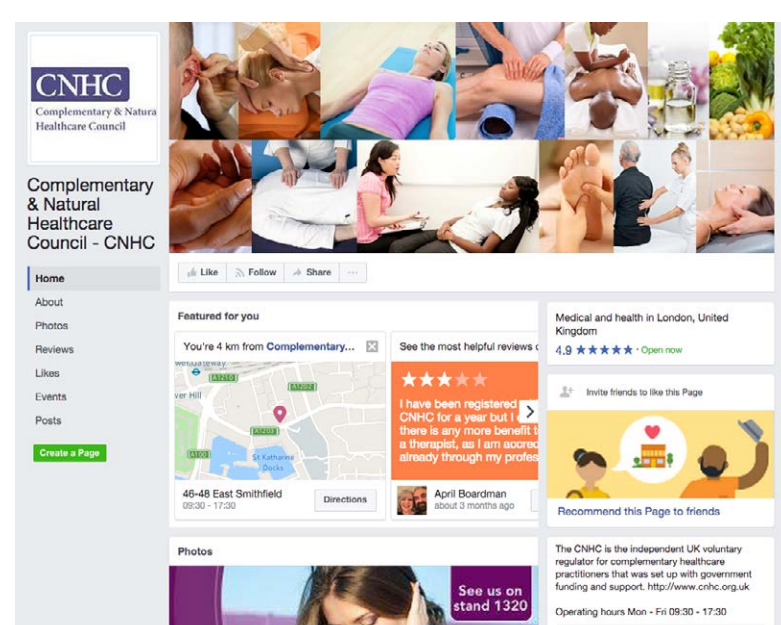 CNHC
Complementary & Natura
Healthcare Council
Complementary
& Natural
Healthcare
Council - CNHC
Home
About
Photos
Reviews
Likes
Events
Posts
Create a Page
Like
Follow
Share
...
Featured for you
You're 4 km from Complementary...
A1210
A1202
ver Hill
A1203
A100
St Katharine
Docks
46-48 East Smithfield
09:30 - 17:30
Directions
See the most helpful reviews
I have been registered
CNHC for a year but I
there is any more benefit
a therapist, as I am
already through my
April Boardman
about 3 months ago
Photos
See us on
stand 1320
Medical and health in London, United
Kingdom
4.9 ★★★★★ · Open now
Invite friends to like this Page
Recommend this Page to friends
The CNHC is the independent UK voluntary
regulator for complementary healthcare
practitioners that was set up with government
funding and support. http://www.cnhc.org.uk
Operating hours Mon - Fri 09:30 - 17:30